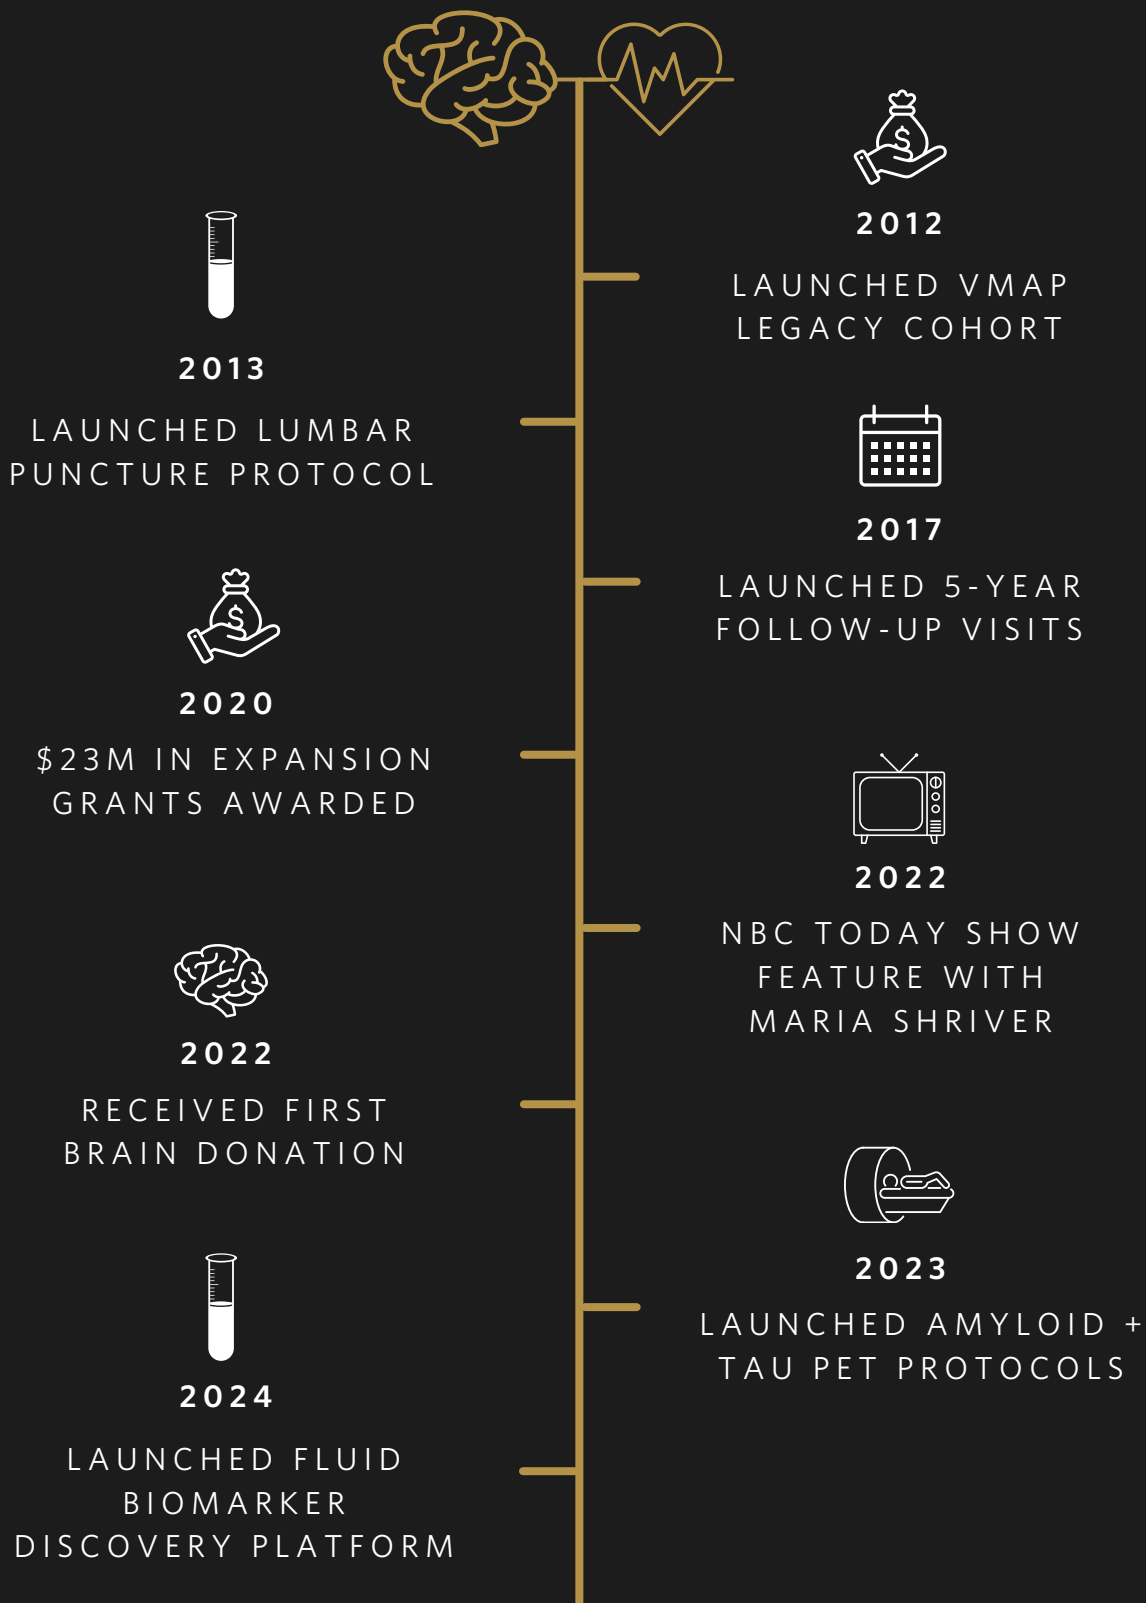 2012
LAUNCHED VMAP
LEGACY COHORT
2013
LAUNCHED LUMBAR
PUNCTURE PROTOCOL
2017
LAUNCHED 5-YEAR
FOLLOW-UP VISITS
2020
$23M IN EXPANSION
GRANTS AWARDED
2022
NBC TODAY SHOW
FEATURE WITH
MARIA SHRIVER
2022
RECEIVED FIRST
BRAIN DONATION
2023
LAUNCHED AMYLOID +
TAU PET PROTOCOLS
2024
LAUNCHED FLUID
BIOMARKER
DISCOVERY PLATFORM